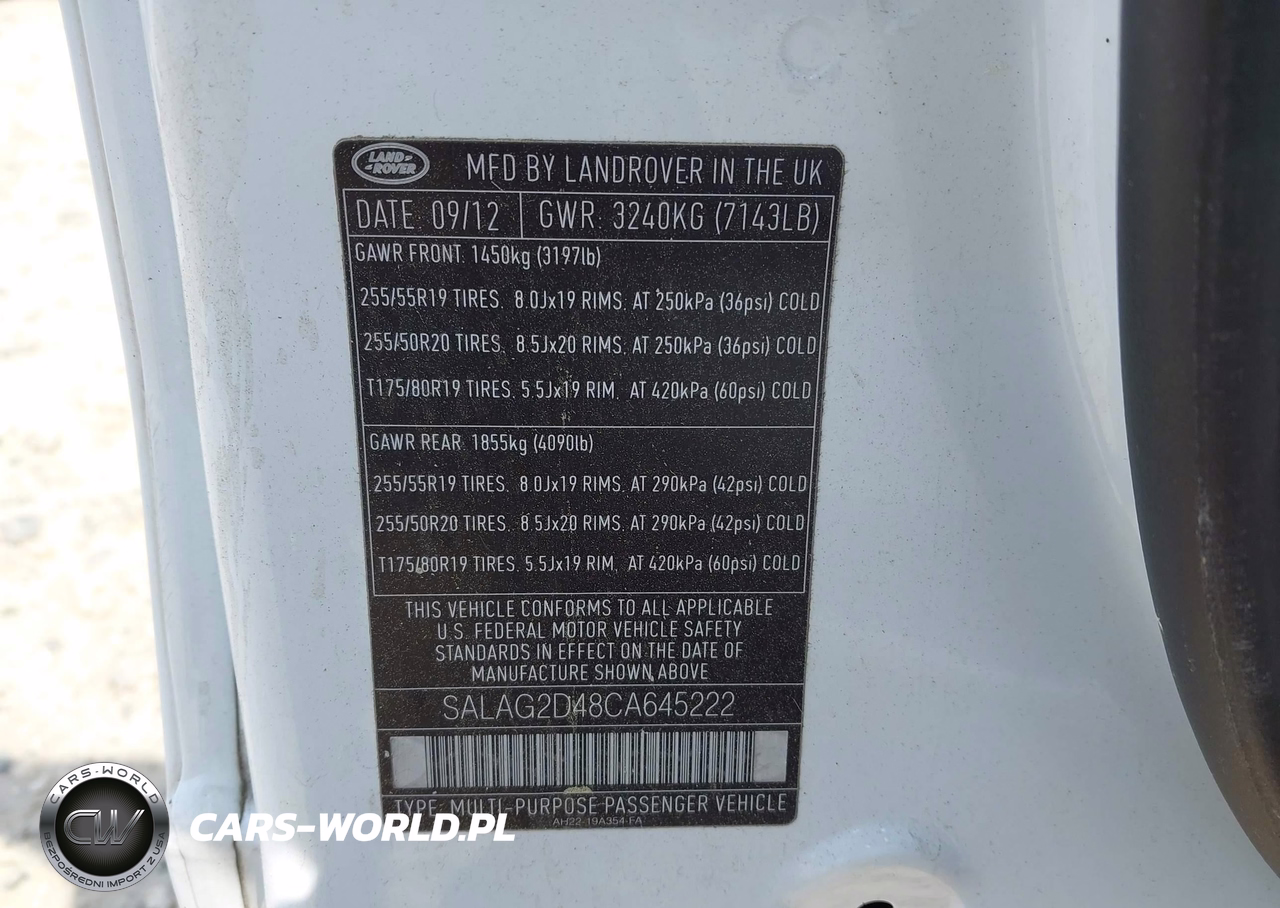 LAND ROVER
MFD BY LANDROVER IN THE UK
DATE: 09/12 GWR: 3240KG (7143LB)
GAWR FRONT: 1450kg (3197lb)
255/55R19 TIRES, 8.0Jx19 RIMS, AT 250kPa (36psi) COLD
255/50R20 TIRES, 8.5Jx20 RIMS, AT 250kPa (36psi) COLD
T175/80R19 TIRES, 5.5Jx19 RIM, AT 420kPa (60psi) COLD
GAWR REAR: 1855kg (4090lb)
255/55R19 TIRES, 8.0Jx19 RIMS, AT 290kPa (42psi) COLD
255/50R20 TIRES, 8.5Jx20 RIMS, AT 290kPa (42psi) COLD
T175/80R19 TIRES, 5.5Jx19 RIM, AT 420kPa (60psi) COLD
THIS VEHICLE CONFORMS TO ALL APPLICABLE
U.S. FEDERAL MOTOR VEHICLE SAFETY
STANDARDS IN EFFECT ON THE DATE OF
MANUFACTURE SHOWN ABOVE
SALAG2D48CA645222
TYPE: MULTI-PURPOSE PASSENGER VEHICLE
AH22-19A354-FA
CARS-WORLD
CW
BEZPOŚREDNI IMPORT Z USA
CARS-WORLD.PL